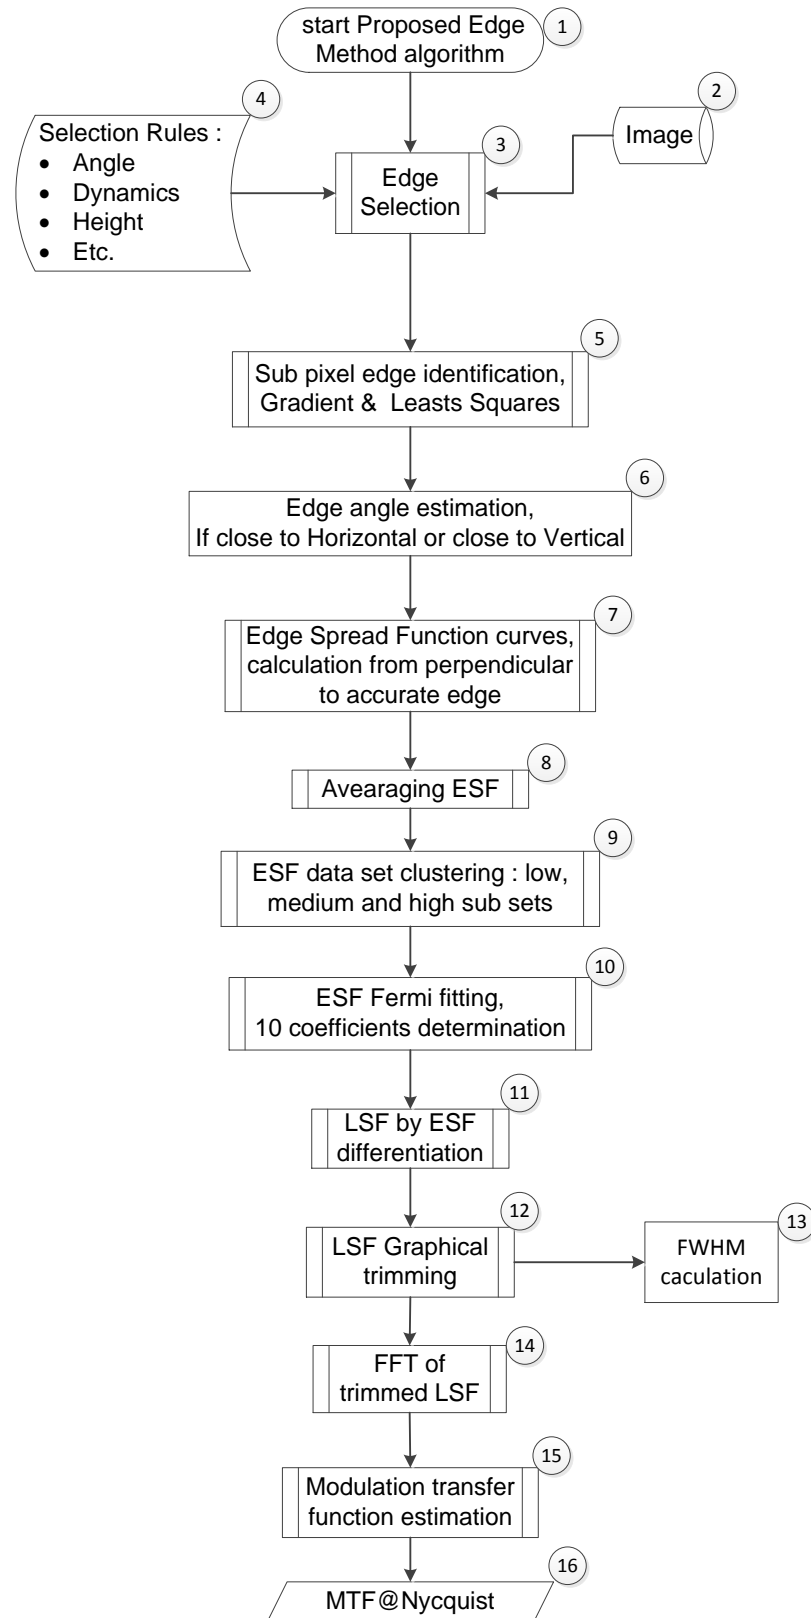 start Proposed Edge
Method algorithm
1
2
Image
4
Selection Rules :
• Angle
• Dynamics
• Height
• Etc.
3
Edge
Selection
5
Sub pixel edge identification,
Gradient & Leasts Squares
6
Edge angle estimation,
If close to Horizontal or close to Vertical
7
Edge Spread Function curves,
calculation from perpendicular
to accurate edge
8
Avearaging ESF
9
ESF data set clustering : low,
medium and high sub sets
10
ESF Fermi fitting,
10 coefficients determination
11
LSF by ESF
differentiation
12
LSF Graphical
trimming
13
FWHM
caculation
14
FFT of
trimmed LSF
15
Modulation transfer
function estimation
16
MTF@Nycquist